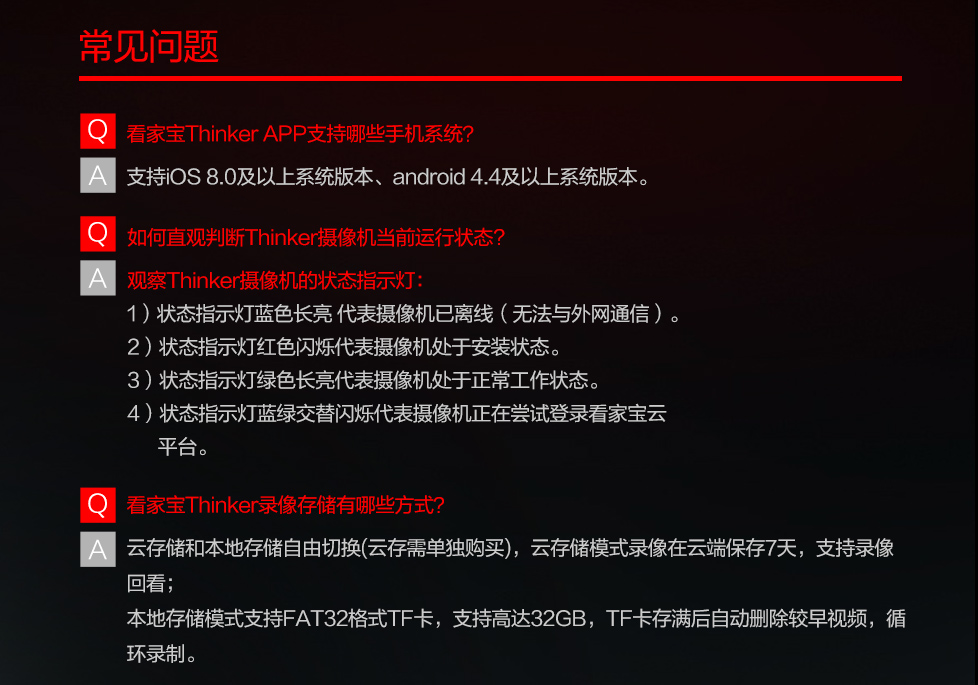 常见问题
Q 看家宝Thinker APP支持哪些手机系统?
A 支持iOS 8.0及以上系统版本、android 4.4及以上系统版本。
Q 如何直观判断Thinker摄像机当前运行状态?
A 观察Thinker摄像机的状态指示灯：
1）状态指示灯蓝色长亮 代表摄像机已离线（无法与外网通信）。
2）状态指示灯红色闪烁代表摄像机处于安装状态。
3）状态指示灯绿色长亮代表摄像机处于正常工作状态。
4）状态指示灯蓝绿交替闪烁代表摄像机正在尝试登录看家宝云
平台。
Q 看家宝Thinker录像存储有哪些方式?
A 云存储和本地存储自由切换(云存需单独购买)，云存储模式录像在云端保存7天，支持录像
回看；
本地存储模式支持FAT32格式TF卡，支持高达32GB，TF卡存满后自动删除较早视频，循
环录制。